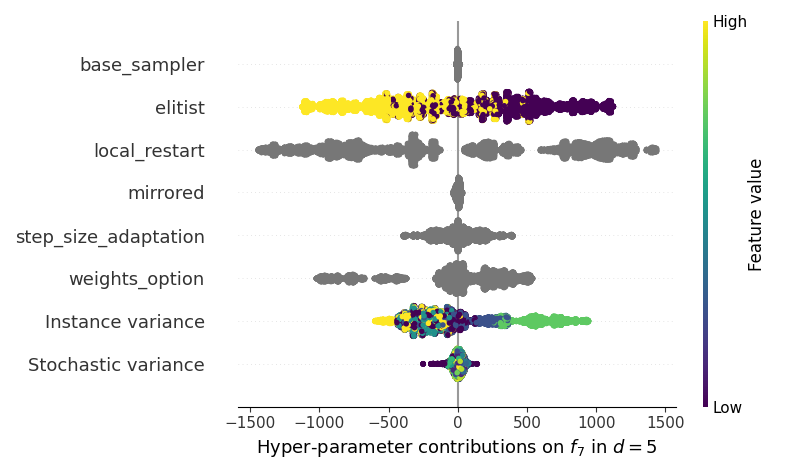 High
base_sampler
elitist
local_restart
mirrored
step_size_adaptation
weights_option
Instance variance
Stochastic variance
Feature value
Low
−1500 −1000 −500 0 500 1000 1500
Hyper-parameter contributions on f₇ in d = 5